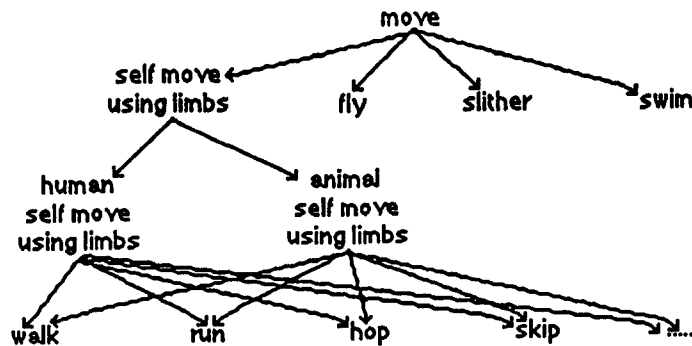 move
self move
using limbs
fly
slither
swim
human
self move
using limbs
animal
self move
using limbs
walk
run
hop
skip
.....